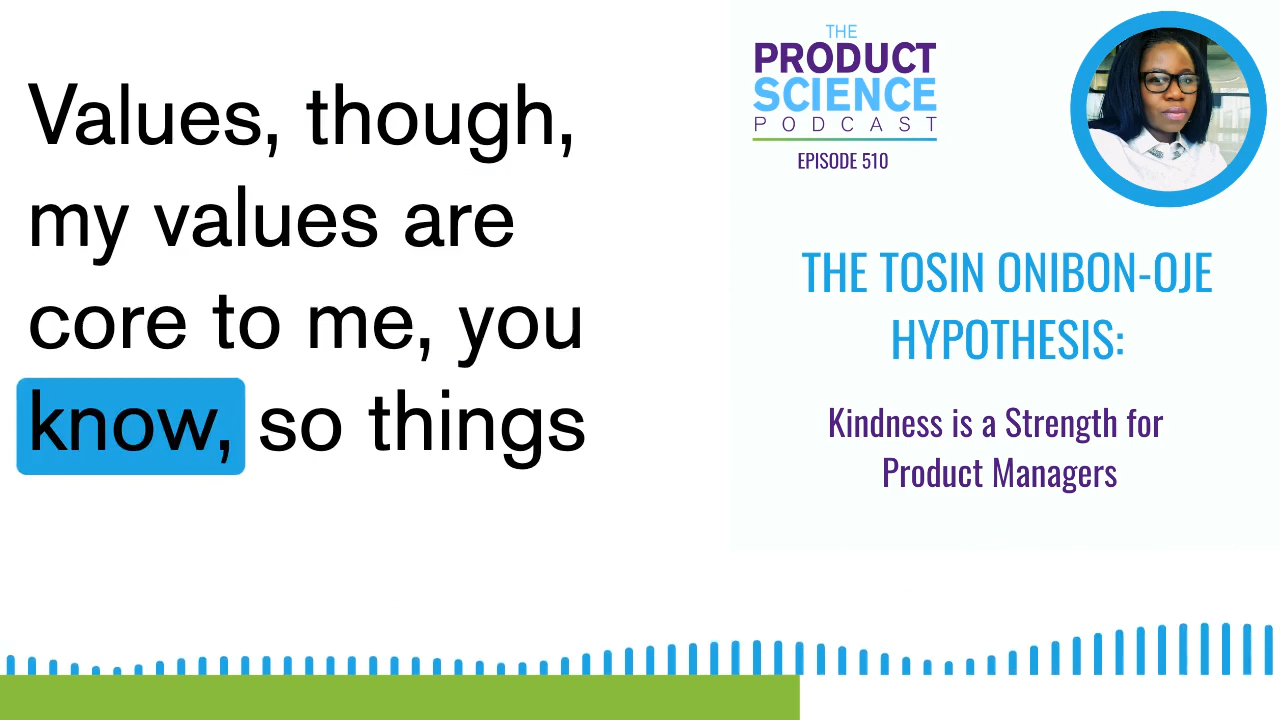 Values, though,
my values are
core to me, you
know, so things
THE
PRODUCT
SCIENCE
PODCAST
EPISODE 510
THE TOSIN ONIBON-OJE
HYPOTHESIS:
Kindness is a Strength for
Product Managers